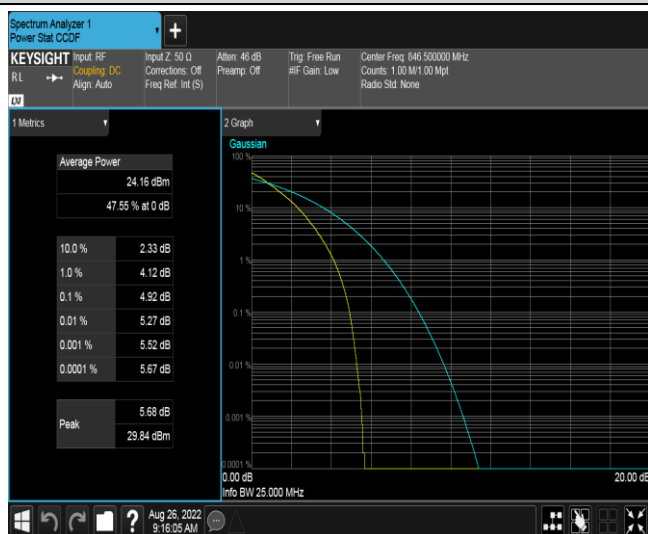 Spectrum Analyzer 1
Power Stat CCDF
+
KEYSIGHT
RL
LXI
Input: RF
Coupling: DC
Align: Auto
Input Z: 50 Ω
Corrections: Off
Freq Ref: Int (S)
Atten: 46 dB
Preamp: Off
Trig: Free Run
#IF Gain: Low
Center Freq: 846.500000 MHz
Counts: 1.00 M/1.00 Mpt
Radio Std: None
1 Metrics
Average Power
24.16 dBm
47.55 % at 0 dB
10.0 % 2.33 dB
1.0 % 4.12 dB
0.1 % 4.92 dB
0.01 % 5.27 dB
0.001 % 5.52 dB
0.0001 % 5.67 dB
Peak
5.68 dB
29.84 dBm
2 Graph
Gaussian
100 %
10 %
1 %
0.1 %
0.01 %
0.001 %
0.0001 %
0.00 dB
20.00 dB
Info BW 25.000 MHz
?
Aug 26, 2022
9:16:05 AM